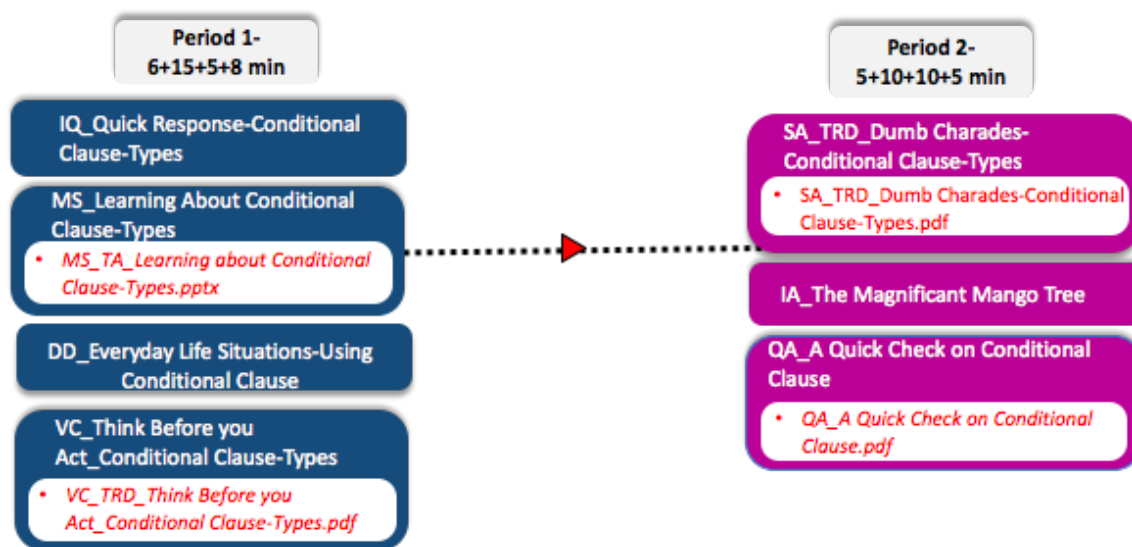 Period 1-
6+15+5+8 min
IQ_Quick Response-Conditional
Clause-Types
MS_Learning About Conditional
Clause-Types
• MS_TA_Learning about Conditional
Clause-Types.pptx
DD_Everyday Life Situations-Using
Conditional Clause
VC_Think Before you
Act_Conditional Clause-Types
• VC_TRD_Think Before you
Act_Conditional Clause-Types.pdf
Period 2-
5+10+10+5 min
SA_TRD_Dumb Charades-
Conditional Clause-Types
• SA_TRD_Dumb Charades-Conditional
Clause-Types.pdf
IA_The Magnificant Mango Tree
QA_A Quick Check on Conditional
Clause
• QA_A Quick Check on Conditional
Clause.pdf